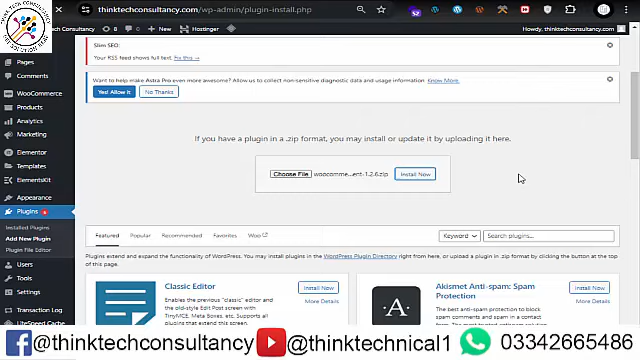 thinktechconsultancy.com/wp-admin/plugin-install.php
THINK TECH CONSULTANCY
Consultancy
8
0
New
Hostinger
Howdy, thinktechconsultancy.com
Pages
Comments
WooCommerce
Products
Analytics
Marketing
Elementor
Templates
ElementsKit
Appearance
Plugins
Installed Plugins
Add New Plugin
Plugin File Editor
Users
Tools
Settings
Transaction Log
LiteSpeed Cache
Slim SEO:
Your RSS feed shows full text. Fix this →
Want to help make Astra Pro even more awesome? Allow us to collect non-sensitive diagnostic data and usage information Know More.
Yes! Allow it
No Thanks
If you have a plugin in a .zip format, you may install or update it by uploading it here.
Choose File woocomme...ent-1.2.6.zip
Install Now
Featured Popular Recommended Favorites Woo
Keyword
Search plugins...
Plugins extend and expand the functionality of WordPress. You may install plugins in the WordPress Plugin Directory right from here, or upload a plugin in .zip format by clicking the button at the top
of this page.
Classic Editor
Install Now
More Details
Enables the previous "classic" editor and
the old-style Edit Post screen with
TinyMCE, Meta Boxes, etc. Supports all
plugins that extend this screen.
A
Akismet Anti-spam: Spam
Protection
Install Now
More Details
The best anti-spam protection to block
spam comments and spam in a contact
@thinktechconsultancy
@thinktechnical1
03342665486